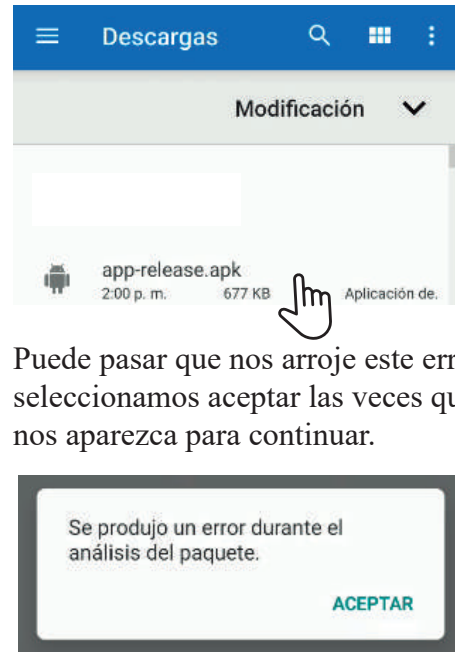 Descargas
Modificación
app-release.apk
2:00 p. m. 677 KB Aplicación de.
Puede pasar que nos arroje este err
seleccionamos aceptar las veces qu
nos aparezca para continuar.
Se produjo un error durante el
análisis del paquete.
ACEPTAR